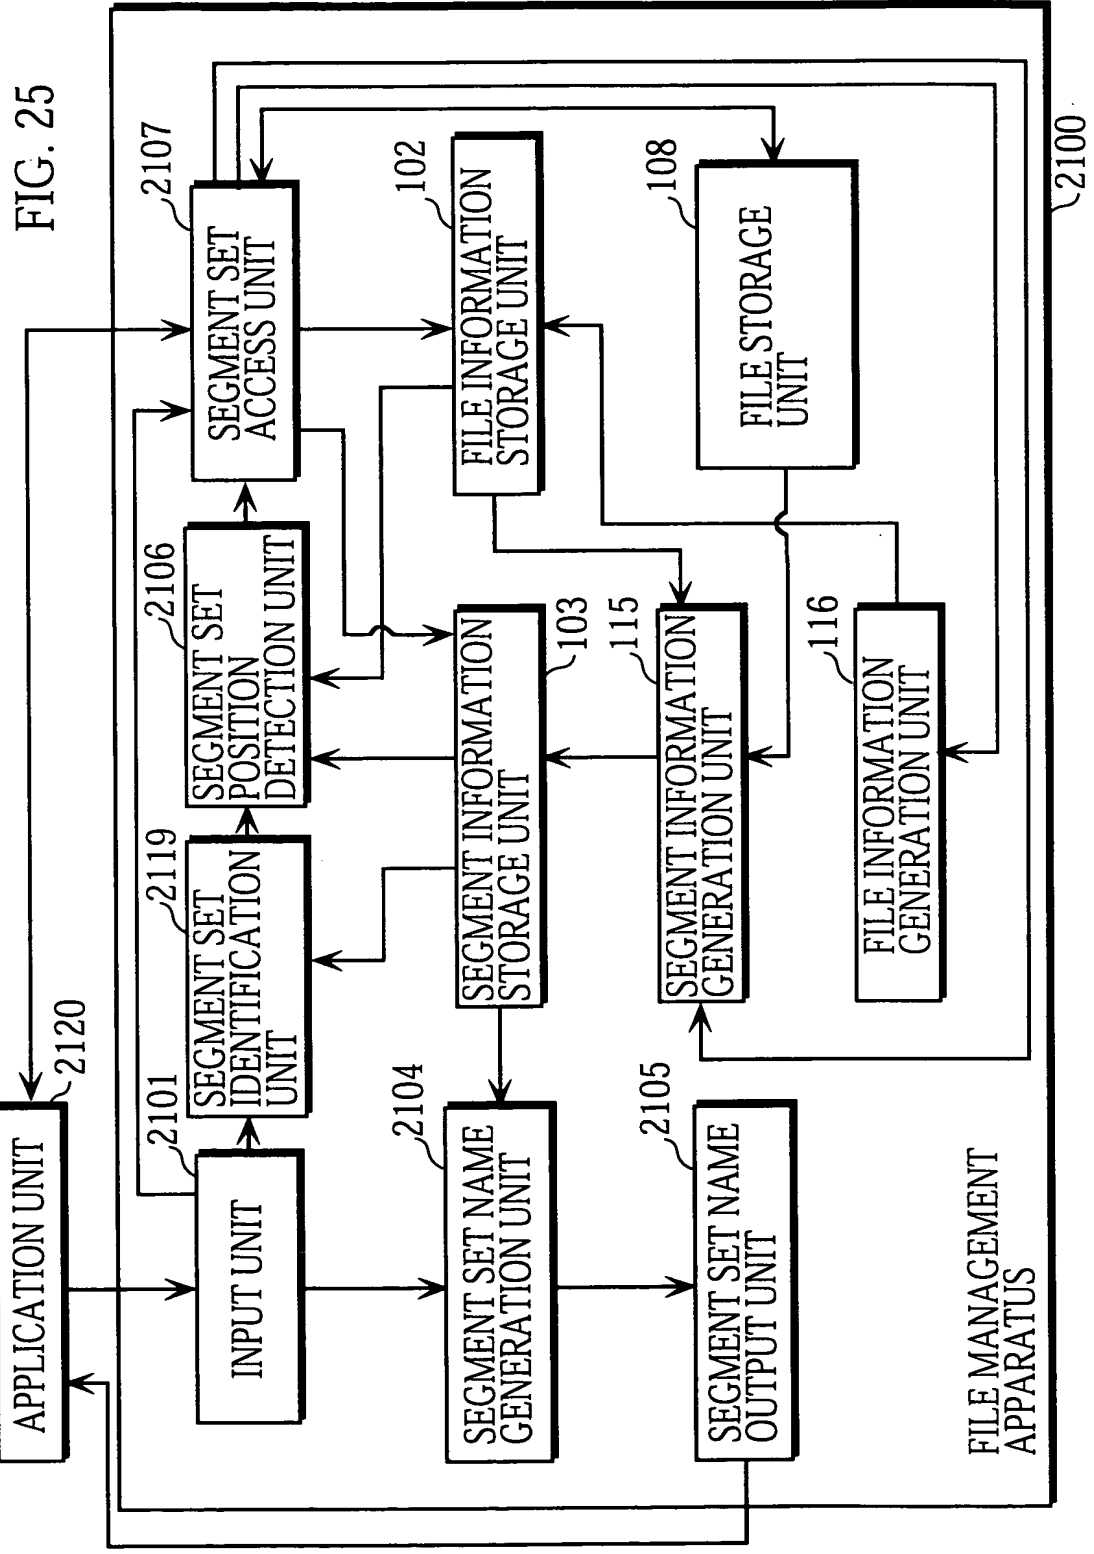 FIG. 25
APPLICATION UNIT
2120
INPUT UNIT
2101
SEGMENT SET
IDENTIFICATION
UNIT
2119
SEGMENT SET
POSITION
DETECTION UNIT
2106
SEGMENT SET
ACCESS UNIT
2107
SEGMENT SET NAME
GENERATION UNIT
2104
SEGMENT INFORMATION
STORAGE UNIT
103
FILE INFORMATION
STORAGE UNIT
102
SEGMENT SET NAME
OUTPUT UNIT
2105
SEGMENT INFORMATION
GENERATION UNIT
115
FILE STORAGE
UNIT
108
FILE INFORMATION
GENERATION UNIT
116
FILE MANAGEMENT
APPARATUS
2100